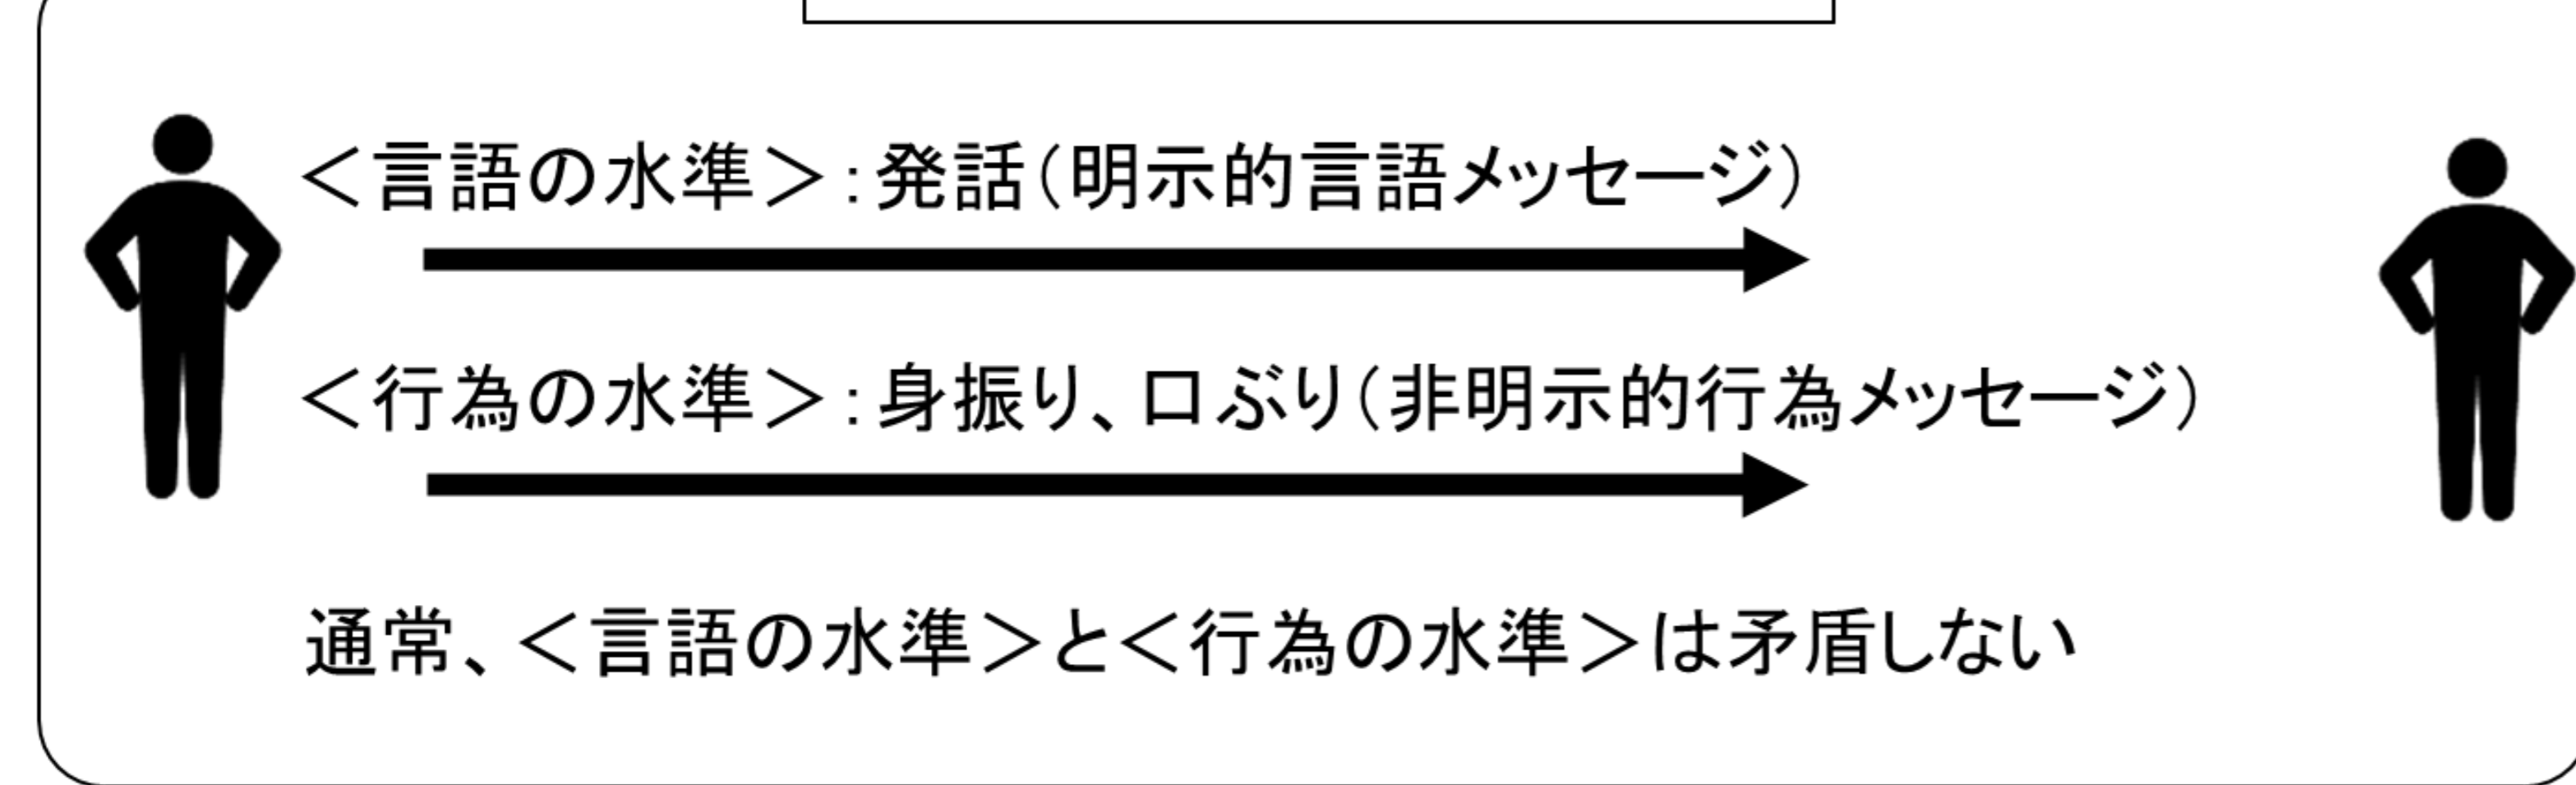 ＜言語の水準＞：発話（明示的言語メッセージ）
＜行為の水準＞：身振り、口ぶり（非明示的行為メッセージ）
通常、＜言語の水準＞と＜行為の水準＞は矛盾しない